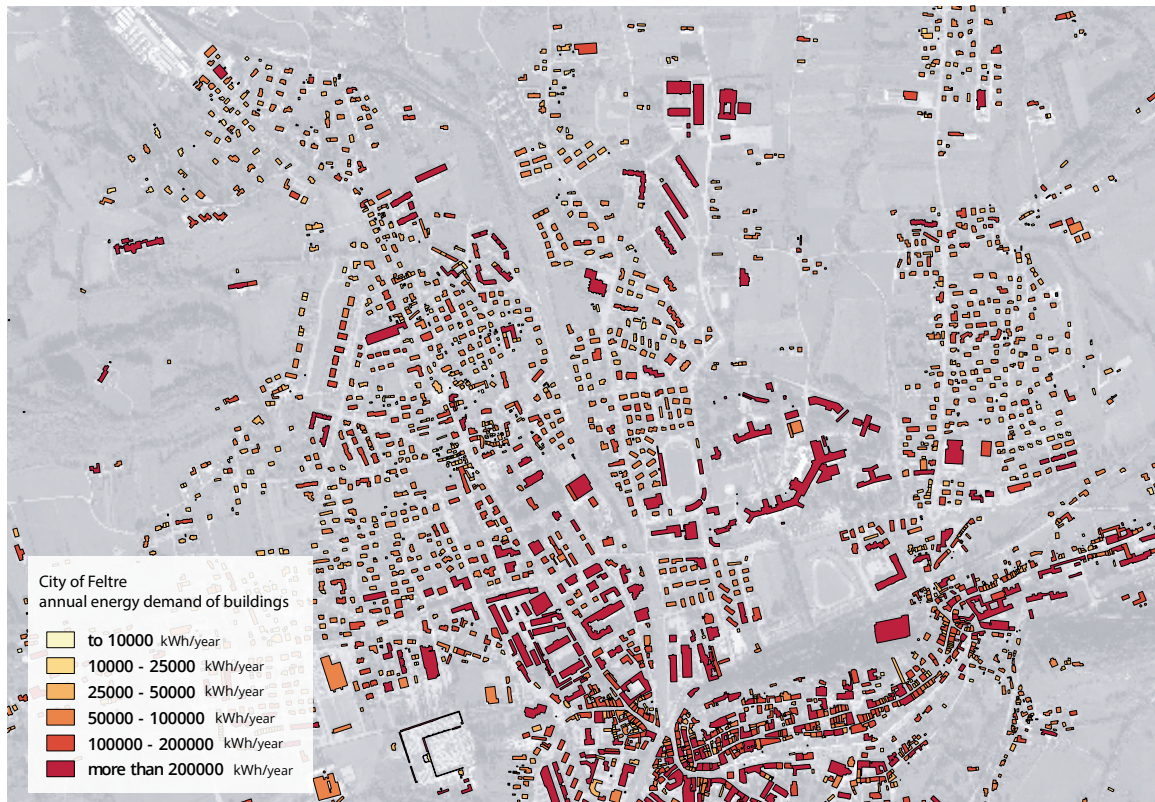 City of Feltre
annual energy demand of buildings
to 10000 kWh/year
10000 - 25000 kWh/year
25000 - 50000 kWh/year
50000 - 100000 kWh/year
100000 - 200000 kWh/year
more than 200000 kWh/year